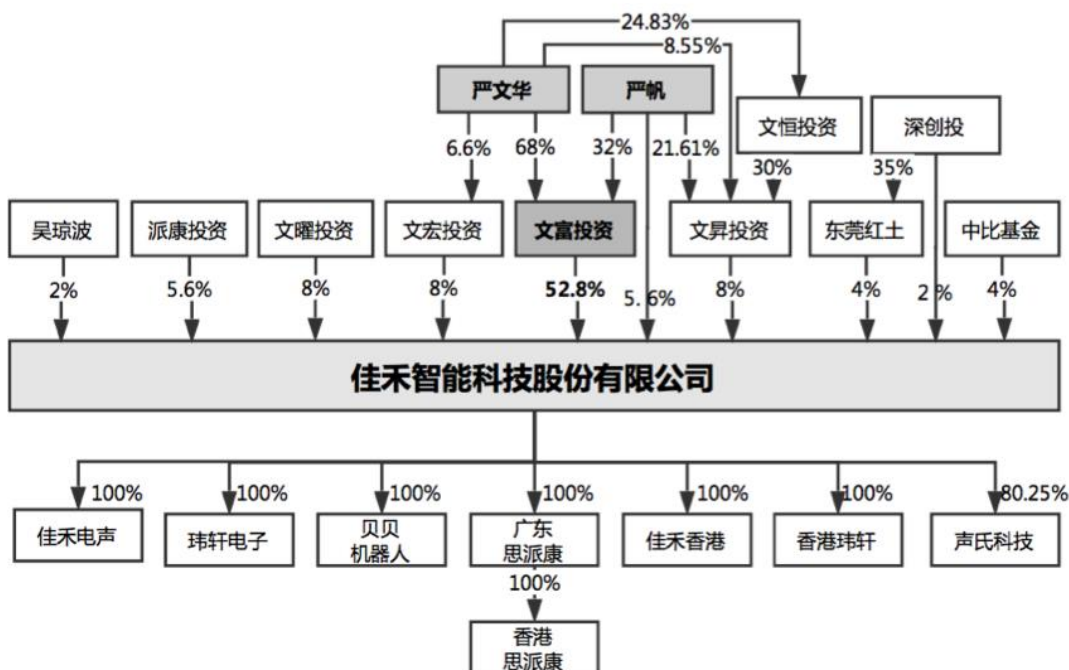 24.83%
8.55%
严文华
严帆
文恒投资
深创投
6.6%
68%
32%
21.61%
30%
35%
吴琼波
派康投资
文曜投资
文宏投资
文富投资
文昇投资
东莞红土
中比基金
2%
5.6%
8%
8%
52.8%
5.6%
8%
4%
2%
4%
佳禾智能科技股份有限公司
100%
100%
100%
100%
100%
100%
80.25%
佳禾电声
玮轩电子
贝贝
机器人
广东
思派康
佳禾香港
香港玮轩
声氏科技
100%
香港
思派康